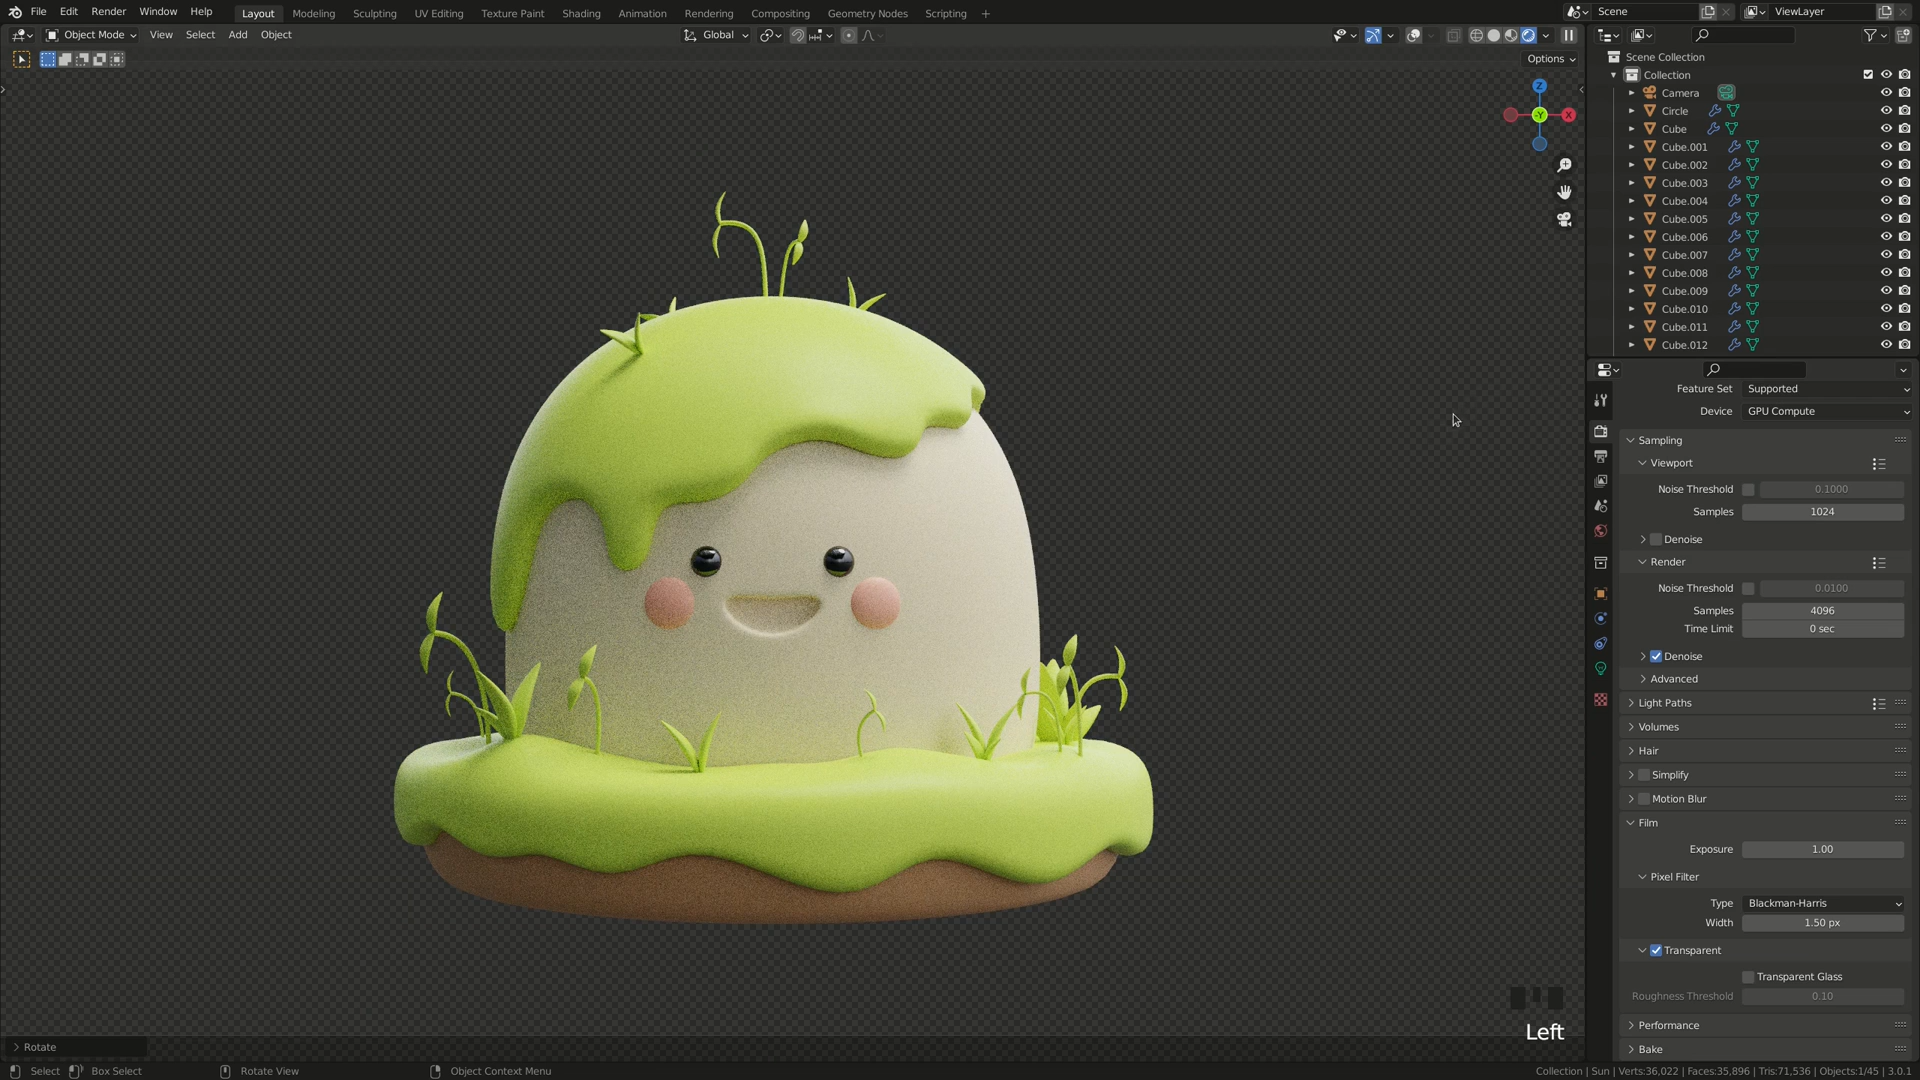 File Edit Render Window Help Layout Modeling Sculpting UV Editing Texture Paint Shading Animation Rendering Compositing Geometry Nodes Scripting + Scene ViewLayer
Object Mode View Select Add Object Global
Options
Z
Y X
Scene Collection
Collection
Camera
Circle
Cube
Cube.001
Cube.002
Cube.003
Cube.004
Cube.005
Cube.006
Cube.007
Cube.008
Cube.009
Cube.010
Cube.011
Cube.012
Feature Set Supported
Device GPU Compute
Sampling
Viewport
Noise Threshold 0.1000
Samples 1024
Denoise
Render
Noise Threshold 0.0100
Samples 4096
Time Limit 0 sec
Denoise
Advanced
Light Paths
Volumes
Hair
Simplify
Motion Blur
Film
Exposure 1.00
Pixel Filter
Type Blackman-Harris
Width 1.50 px
Transparent
Transparent Glass
Roughness Threshold 0.10
Performance
Bake
Left
Rotate
Select Box Select Rotate View Object Context Menu Collection | Sun | Verts:36,022 | Faces:35,896 | Tris:71,536 | Objects:1/45 | 3.0.1